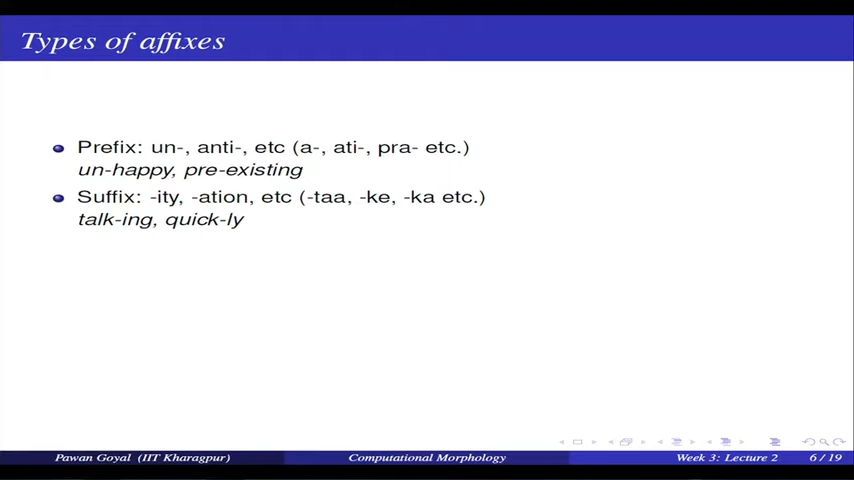 Types of affixes
Prefix: un-, anti-, etc (a-, ati-, pra- etc.)
un-happy, pre-existing
Suffix: -ity, -ation, etc (-taa, -ke, -ka etc.)
talk-ing, quick-ly
Pawan Goyal (IIT Kharagpur)
Computational Morphology
Week 3: Lecture 2
6 / 19